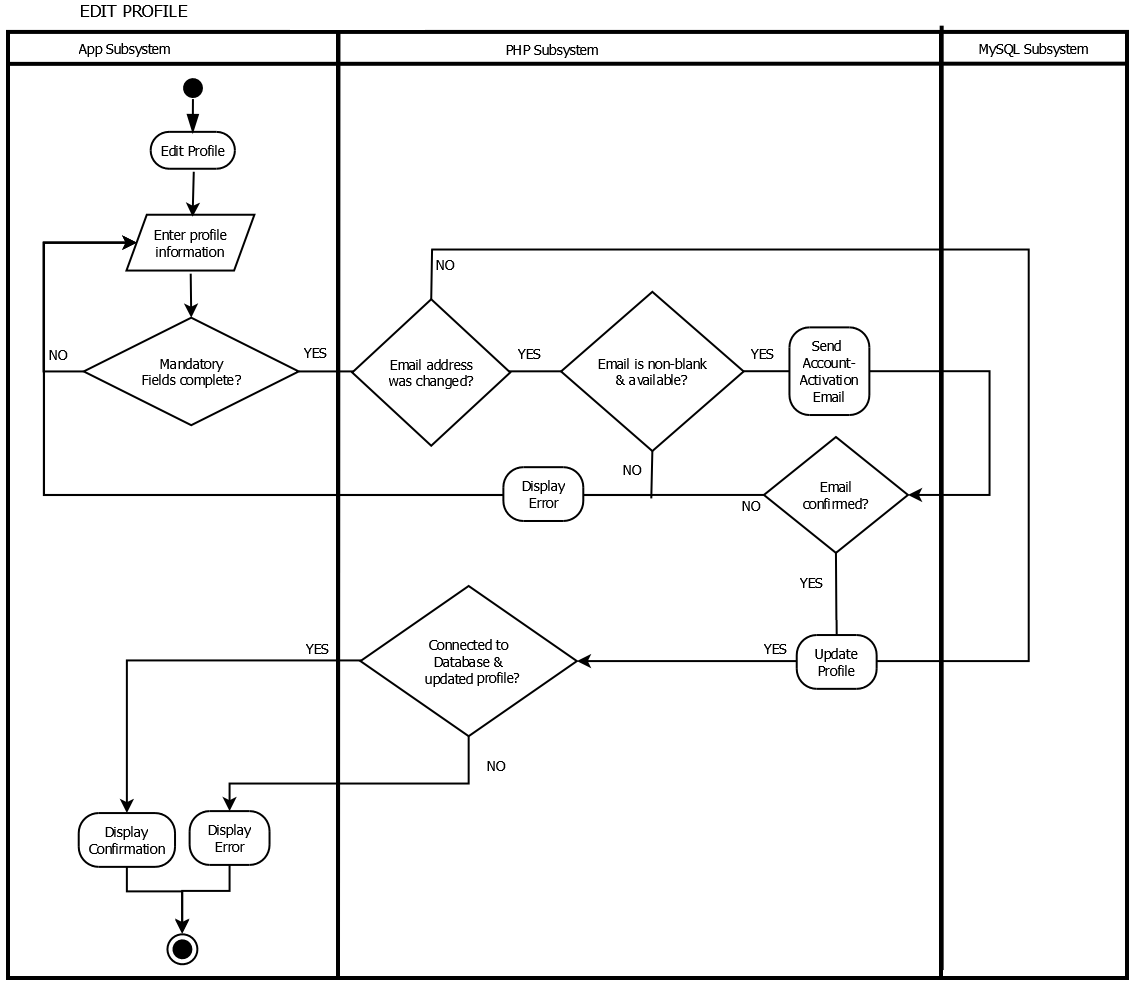 EDIT PROFILE
App Subsystem
PHP Subsystem
MySQL Subsystem
Edit Profile
Enter profile
information
NO
Mandatory
Fields complete?
YES
NO
Email address
was changed?
YES
Email is non-blank
& available?
YES
Send
Account-
Activation
Email
NO
Display
Error
NO
Email
confirmed?
YES
Update
Profile
YES
Connected to
Database &
updated profile?
YES
NO
Display
Confirmation
Display
Error